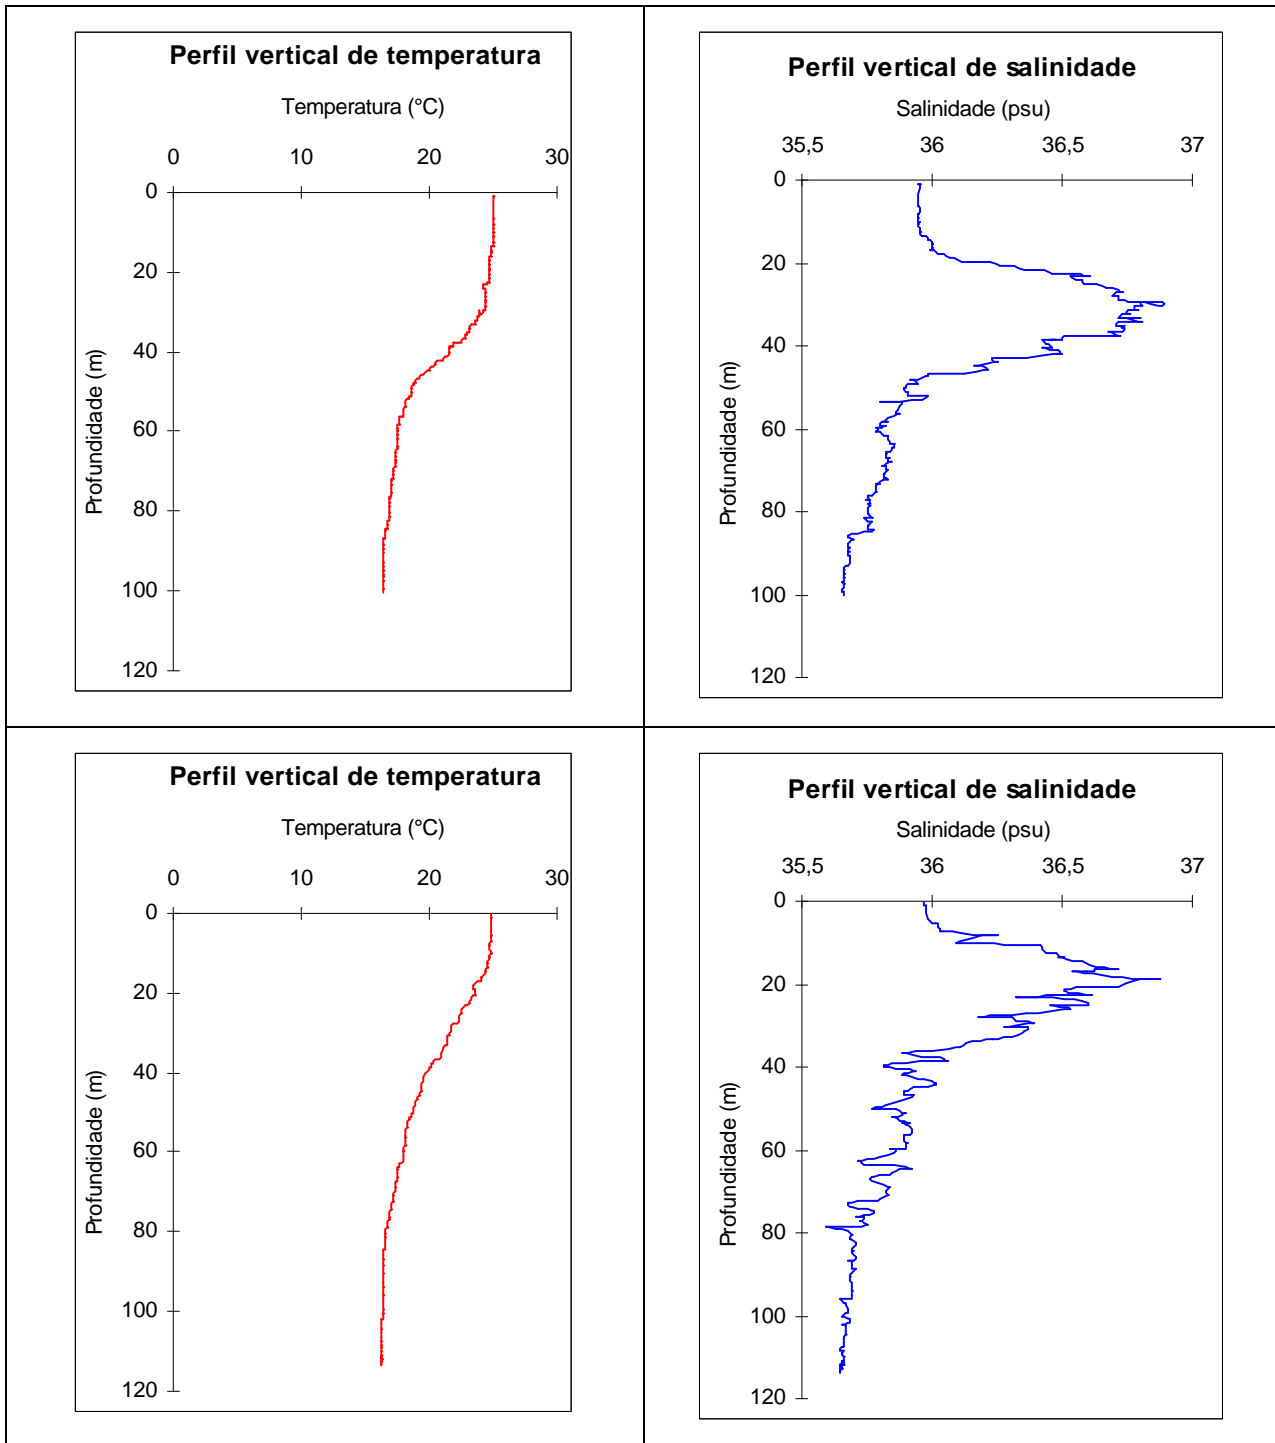 Perfil vertical de temperatura
Temperatura (°C)
0 10 20 30
0
20
40
60
80
100
120
Profundidade (m)
Perfil vertical de salinidade
Salinidade (psu)
35,5 36 36,5 37
0
20
40
60
80
100
120
Profundidade (m)
Perfil vertical de temperatura
Temperatura (°C)
0 10 20 30
0
20
40
60
80
100
120
Profundidade (m)
Perfil vertical de salinidade
Salinidade (psu)
35,5 36 36,5 37
0
20
40
60
80
100
120
Profundidade (m)